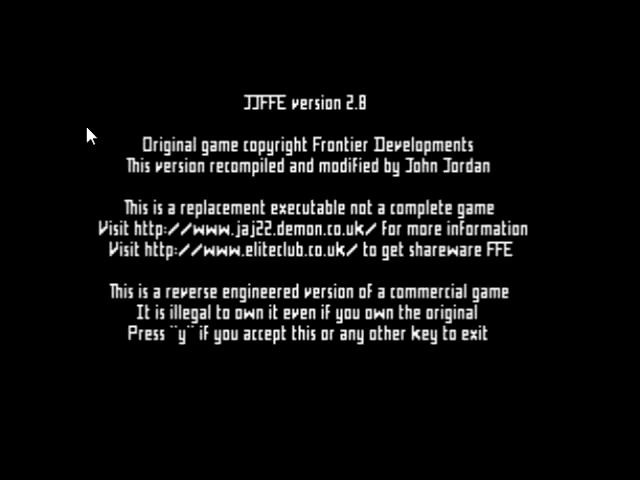 JJFFE version 2.8
Original game copyright Frontier Developments
This version recompiled and modified by John Jordan
This is a replacement executable not a complete game
Visit http://www.jaj22.demon.co.uk/ for more information
Visit http://www.eliteclub.co.uk/ to get shareware FFE
This is a reverse engineered version of a commercial game
It is illegal to own it even if you own the original
Press "y" if you accept this or any other key to exit